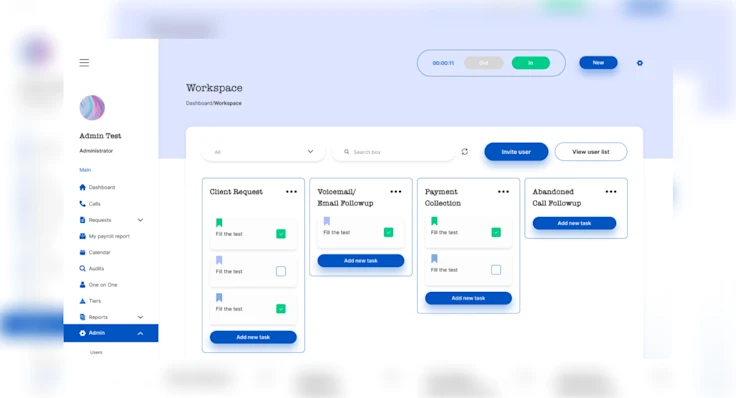 00:00:11
Out
In
New
Workspace
Dashboard/Workspace
Admin Test
Administrator
Main
Dashboard
Calls
Requests
My payroll report
Calendar
Audits
One on One
Tiers
Reports
Admin
Users
All
Search box
Invite user
View user list
Client Request
Fill the test
Fill the test
Fill the test
Add new task
Voicemail/
Email Followup
Fill the test
Add new task
Payment
Collection
Fill the test
Fill the test
Add new task
Abandoned
Call Followup
Add new task